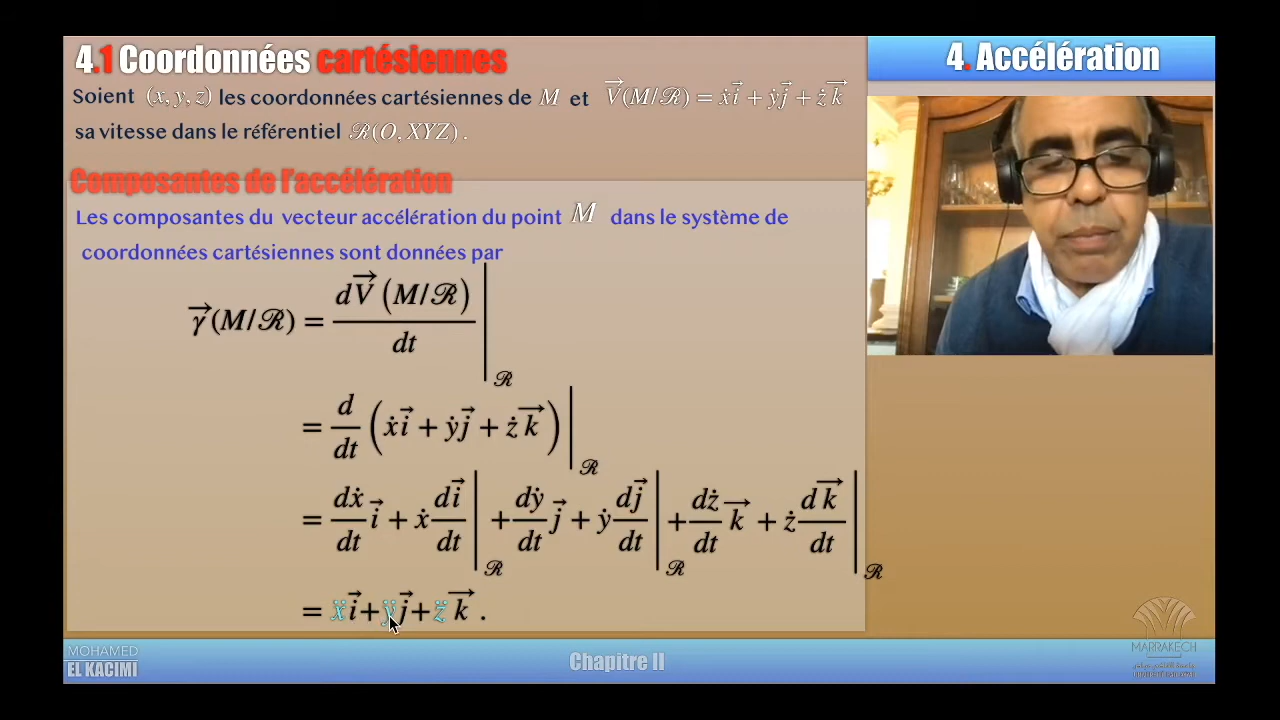 4.1 Coordonnées cartésiennes
4. Accélération
Soient (x, y, z) les coordonnées cartésiennes de M et V⃗(M/ℛ) = ẋi⃗ + ẏj⃗ + żk⃗
sa vitesse dans le référentiel ℛ(O, XYZ) .
Composantes de l'accélération
Les composantes du vecteur accélération du point M dans le système de
coordonnées cartésiennes sont données par
γ⃗(M/ℛ) = dV⃗(M/ℛ)/dt |ℛ
= d/dt (ẋi⃗ + ẏj⃗ + żk⃗) |ℛ
= dẋ/dt i⃗ + ẋ di⃗/dt |ℛ + dẏ/dt j⃗ + ẏ dj⃗/dt |ℛ + dż/dt k⃗ + ż dk⃗/dt |ℛ
= ẍi⃗+ÿj⃗+z̈k⃗ .
MOHAMED
EL KACIMI
Chapitre II
MARRAKECH